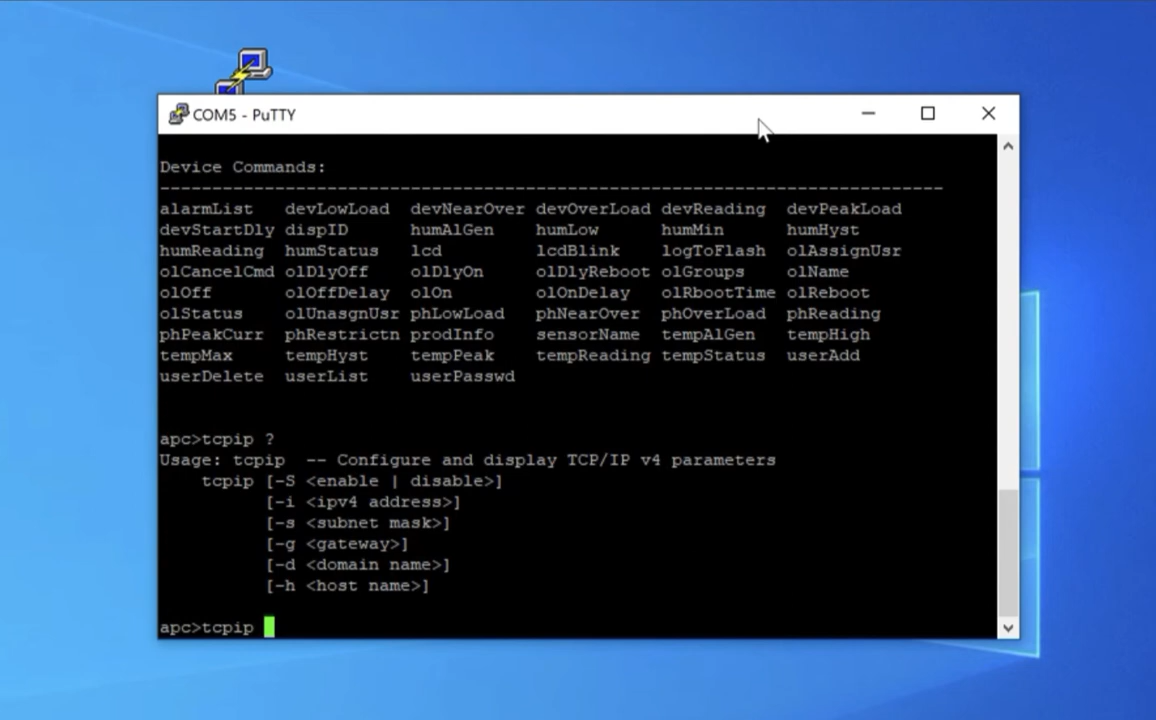 COM5 - PuTTY
Device Commands:
---------------------------------------------------------------------------
alarmList devLowLoad devNearOver devOverLoad devReading devPeakLoad
devStartDly dispID humAlGen humLow humMin humHyst
humReading humStatus lcd lcdBlink logToFlash olAssignUsr
olCancelCmd olDlyOff olDlyOn olDlyReboot olGroups olName
olOff olOffDelay olOn olOnDelay olRbootTime olReboot
olStatus olUnasgnUsr phLowLoad phNearOver phOverLoad phReading
phPeakCurr phRestrictn prodInfo sensorName tempAlGen tempHigh
tempMax tempHyst tempPeak tempReading tempStatus userAdd
userDelete userList userPasswd
apc>tcpip ?
Usage: tcpip -- Configure and display TCP/IP v4 parameters
tcpip [-S <enable | disable>]
[-i <ipv4 address>]
[-s <subnet mask>]
[-g <gateway>]
[-d <domain name>]
[-h <host name>]
apc>tcpip